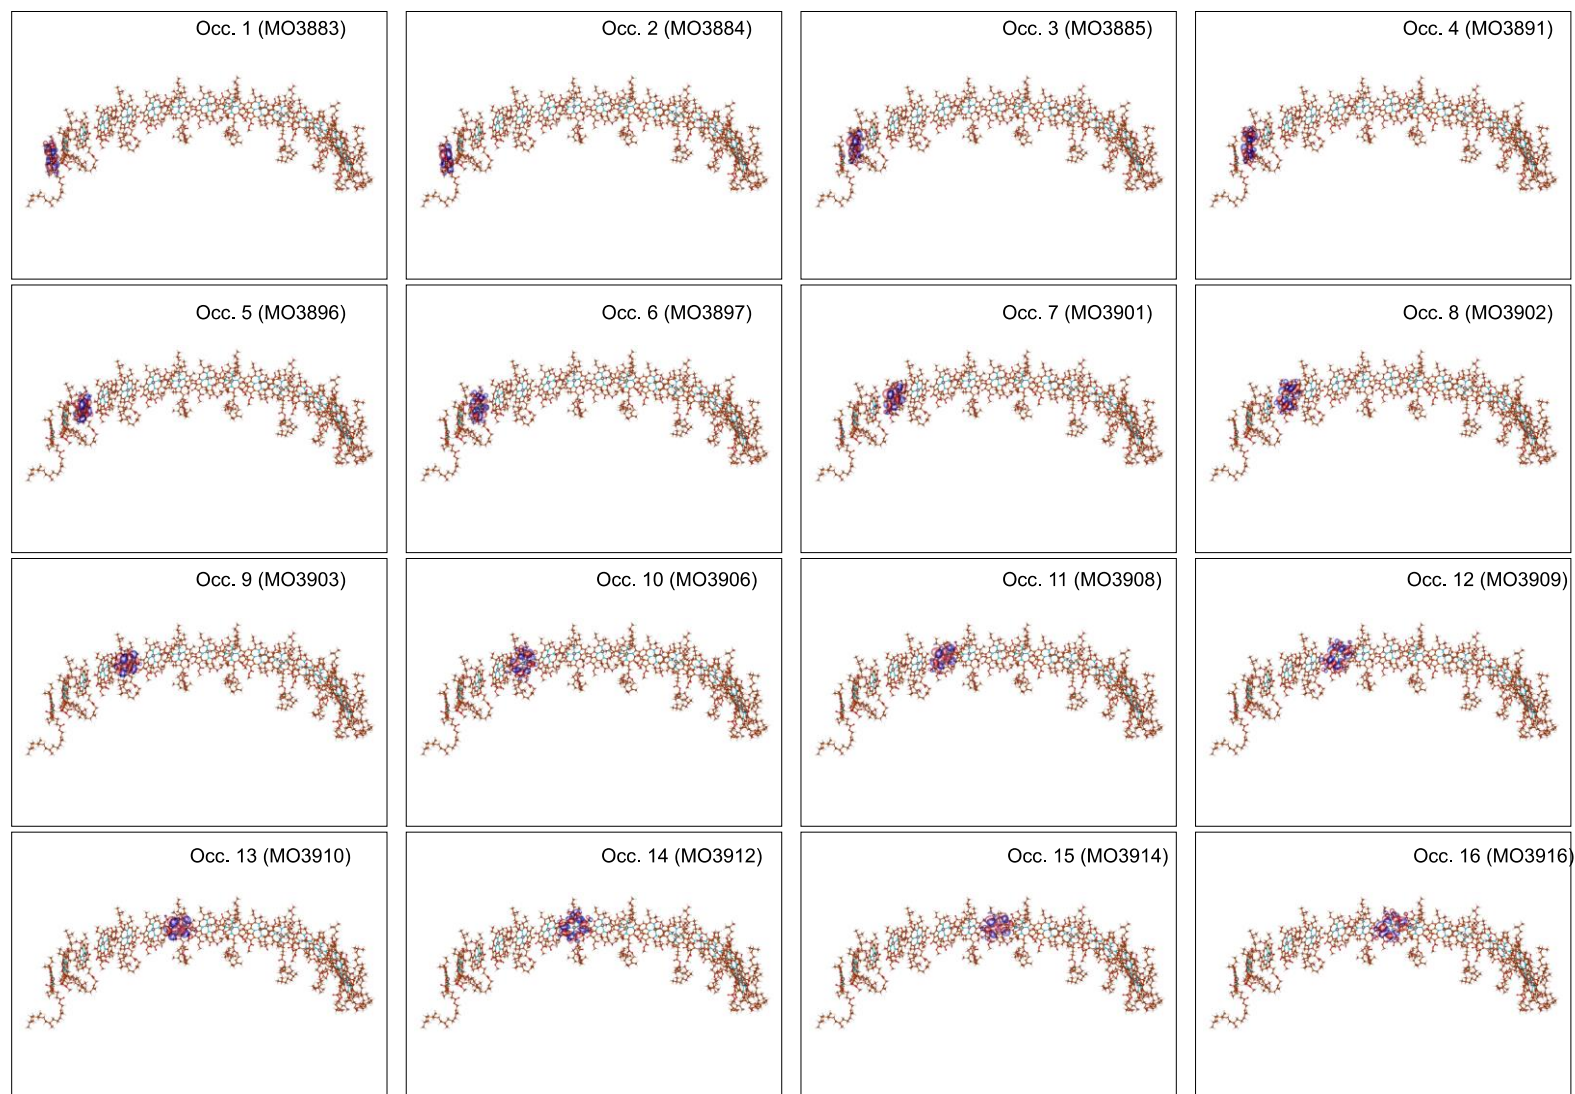 Occ. 1 (MO3883)
Occ. 2 (MO3884)
Occ. 3 (MO3885)
Occ. 4 (MO3891)
Occ. 5 (MO3896)
Occ. 6 (MO3897)
Occ. 7 (MO3901)
Occ. 8 (MO3902)
Occ. 9 (MO3903)
Occ. 10 (MO3906)
Occ. 11 (MO3908)
Occ. 12 (MO3909)
Occ. 13 (MO3910)
Occ. 14 (MO3912)
Occ. 15 (MO3914)
Occ. 16 (MO3916)